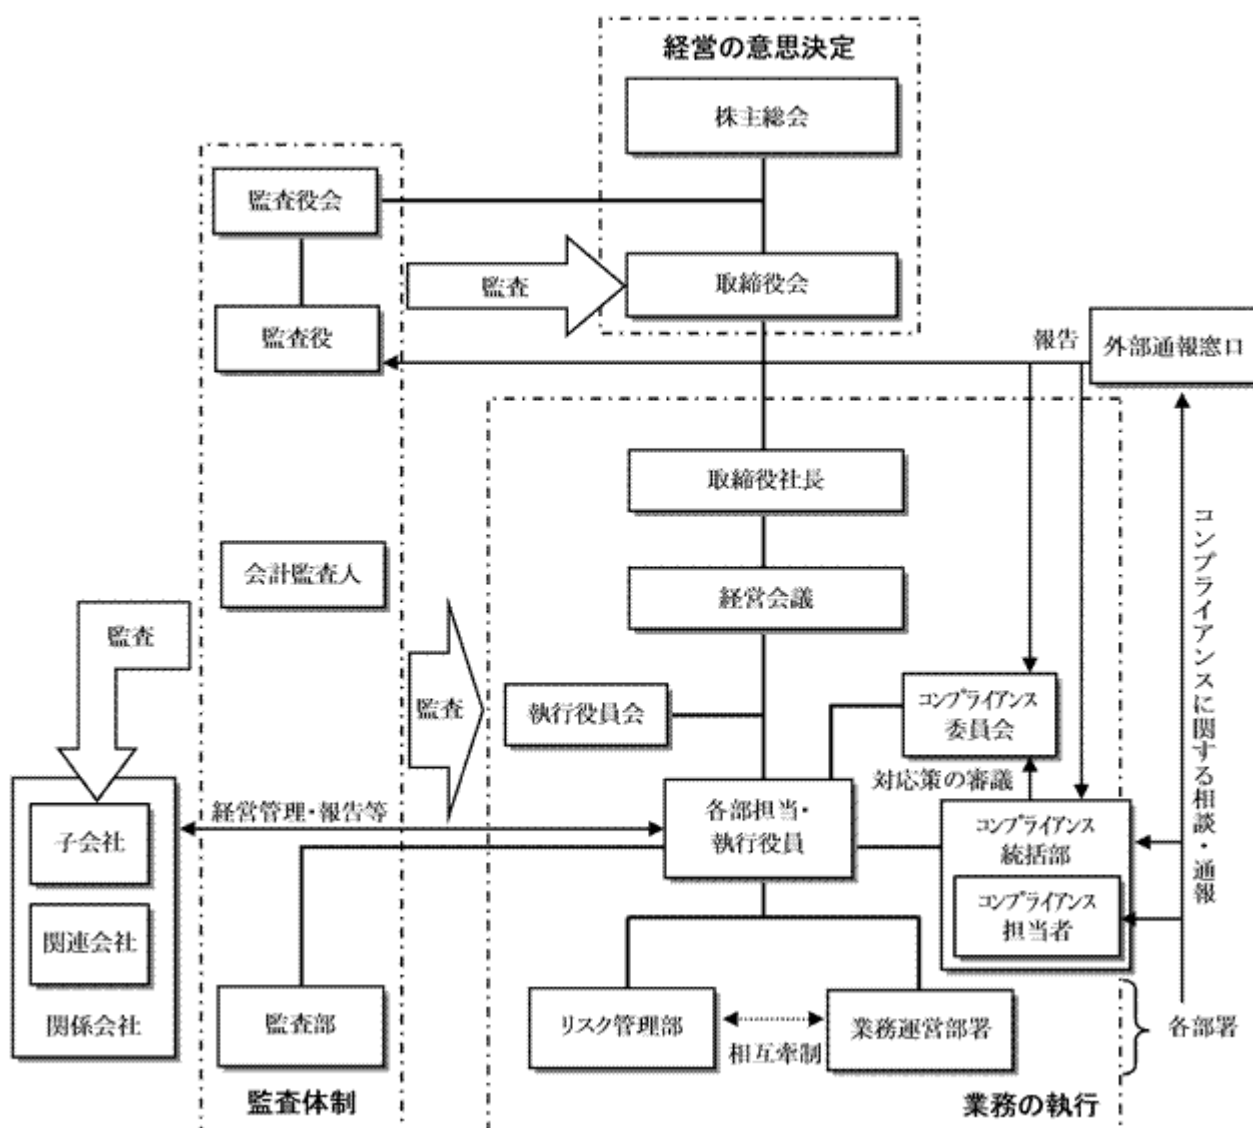 経営の意思決定
株主総会
監査役会
取締役会
監査
監査役
報告
外部通報窓口
取締役社長
会計監査人
経営会議
監査
監査
執行役員会
コンプライアンス
委員会
コンプライアンスに関する相談・通報
対応策の審議
経営管理・報告等
各部担当・
執行役員
子会社
コンプライアンス
統括部
コンプライアンス
担当者
関連会社
関係会社
監査部
リスク管理部
相互牽制
業務運営部署
各部署
監査体制
業務の執行